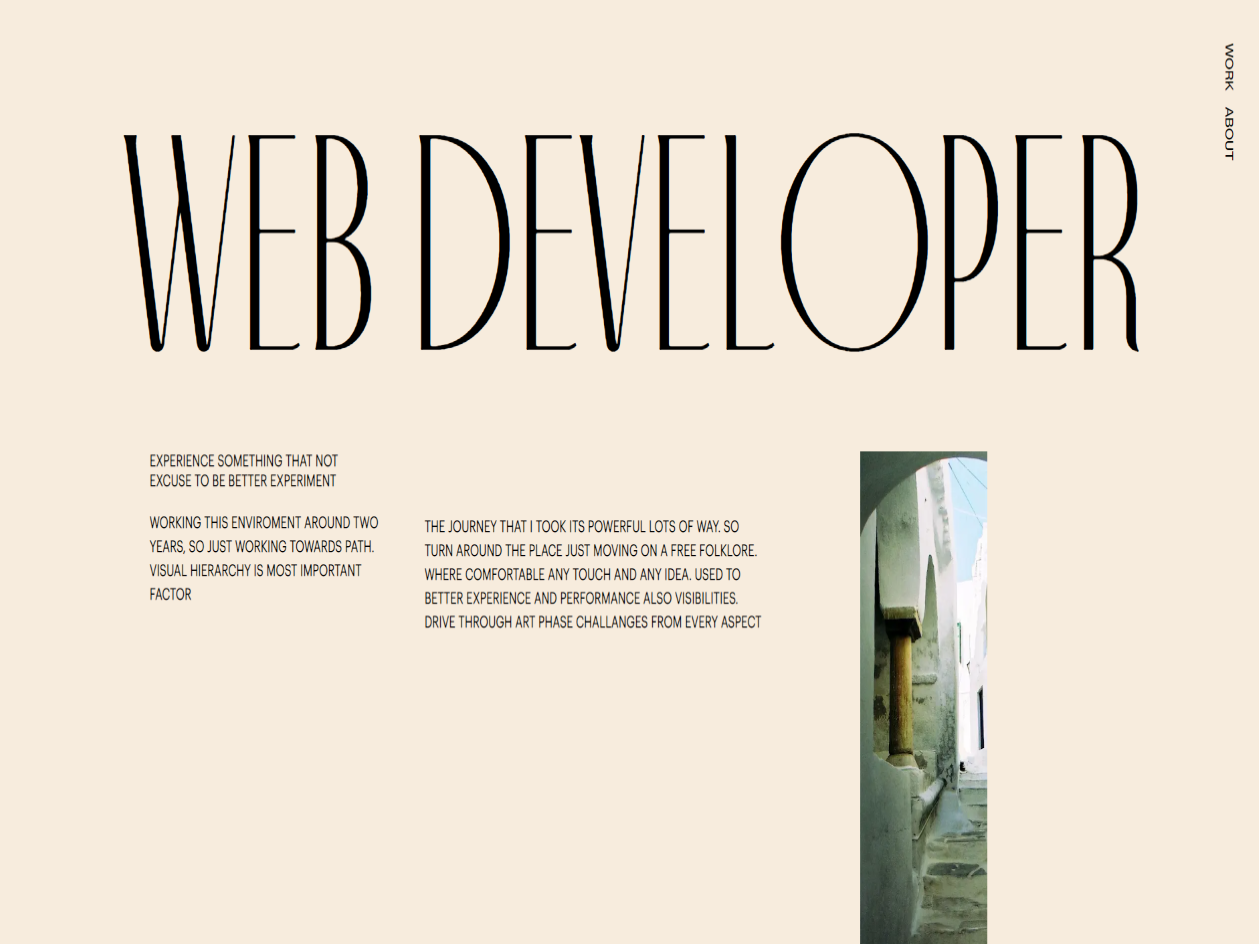 WORK ABOUT
WEB DEVELOPER
EXPERIENCE SOMETHING THAT NOT
EXCUSE TO BE BETTER EXPERIMENT
WORKING THIS ENVIROMENT AROUND TWO
YEARS, SO JUST WORKING TOWARDS PATH.
VISUAL HIERARCHY IS MOST IMPORTANT
FACTOR
THE JOURNEY THAT I TOOK ITS POWERFUL LOTS OF WAY. SO
TURN AROUND THE PLACE JUST MOVING ON A FREE FOLKLORE.
WHERE COMFORTABLE ANY TOUCH AND ANY IDEA. USED TO
BETTER EXPERIENCE AND PERFORMANCE ALSO VISIBILITIES.
DRIVE THROUGH ART PHASE CHALLANGES FROM EVERY ASPECT